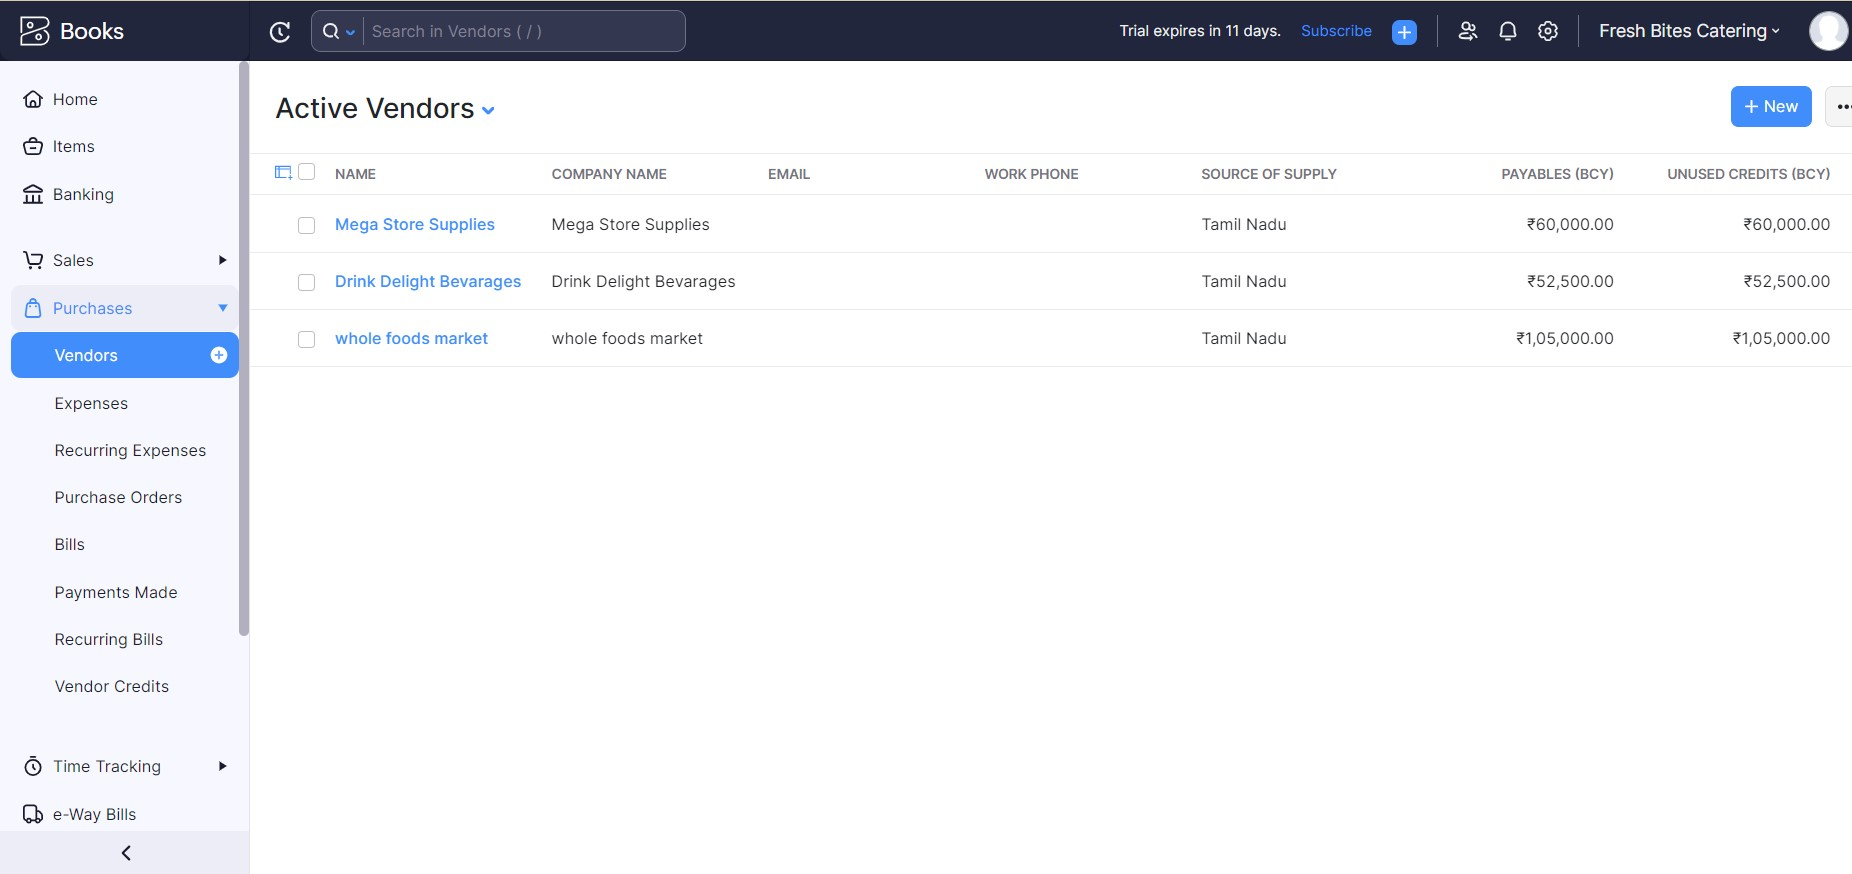 Books
Search in Vendors ( / )
Trial expires in 11 days.
Subscribe
Fresh Bites Catering
Home
Items
Banking
Sales
Purchases
Vendors
Expenses
Recurring Expenses
Purchase Orders
Bills
Payments Made
Recurring Bills
Vendor Credits
Time Tracking
e-Way Bills
Active Vendors
+ New
NAME COMPANY NAME EMAIL WORK PHONE SOURCE OF SUPPLY PAYABLES (BCY) UNUSED CREDITS (BCY)
Mega Store Supplies Mega Store Supplies Tamil Nadu ₹60,000.00 ₹60,000.00
Drink Delight Bevarages Drink Delight Bevarages Tamil Nadu ₹52,500.00 ₹52,500.00
whole foods market whole foods market Tamil Nadu ₹1,05,000.00 ₹1,05,000.00